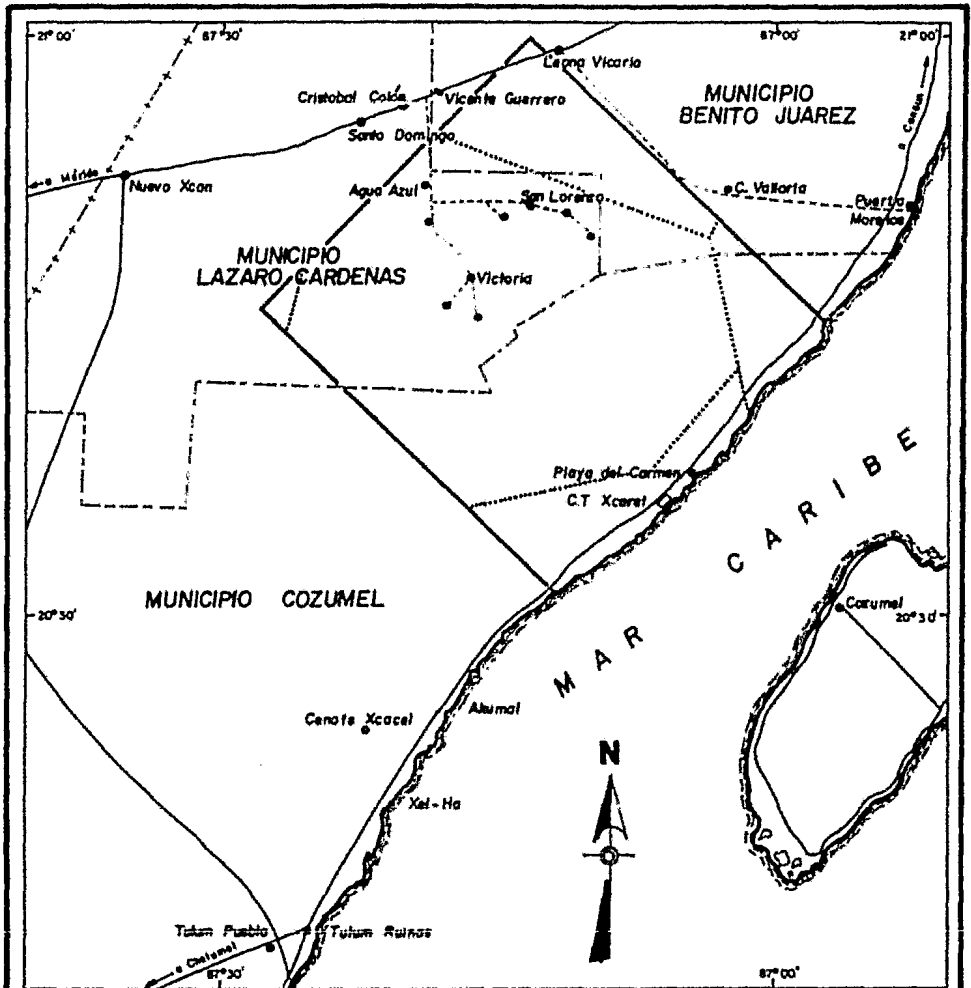 21°00'
87°30'
87°00'
21°00'
Leona Vicario
Cristobal Colón
Vicente Guerrero
MUNICIPIO
BENITO JUAREZ
a Cancun
Santo Domingo
a Mérida
Nuevo Xcan
Agua Azul
San Lorenzo
C. Vallarta
Puerto
Morelos
MUNICIPIO
LAZARO CARDENAS
Victoria
Playa del Carmen
C.T Xcaret
MAR CARIBE
MUNICIPIO COZUMEL
20°30'
Cozumel
20°30'
Akumal
Cenote Xcacel
N
Xel-Ha
Tulum Pueblo
Tulum Ruinas
a Chetumal
87°30'
87°00'